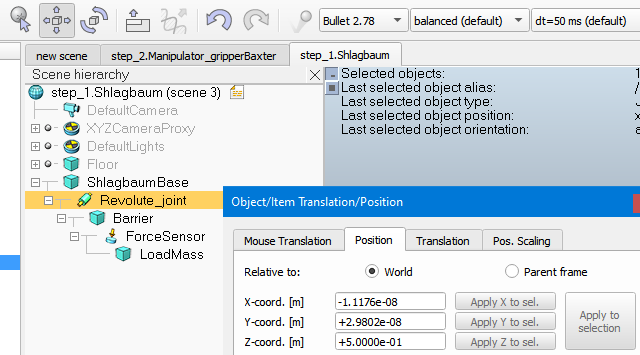 Bullet 2.78 balanced (default) dt=50 ms (default)
new scene step_2.Manipulator_gripperBaxter step_1.Shlagbaum
Scene hierarchy
step_1.Shlagbaum (scene 3)
DefaultCamera
XYZCameraProxy
DefaultLights
Floor
ShlagbaumBase
Revolute_joint
Barrier
ForceSensor
LoadMass
Selected objects: 1
Last selected object alias: /
Last selected object type:
Last selected object position: x
Last selected object orientation: a
Object/Item Translation/Position
Mouse Translation Position Translation Pos. Scaling
Relative to: World Parent frame
X-coord. [m] -1.1176e-08 Apply X to sel.
Y-coord. [m] +2.9802e-08 Apply Y to sel.
Z-coord. [m] +5.0000e-01 Apply Z to sel.
Apply to
selection